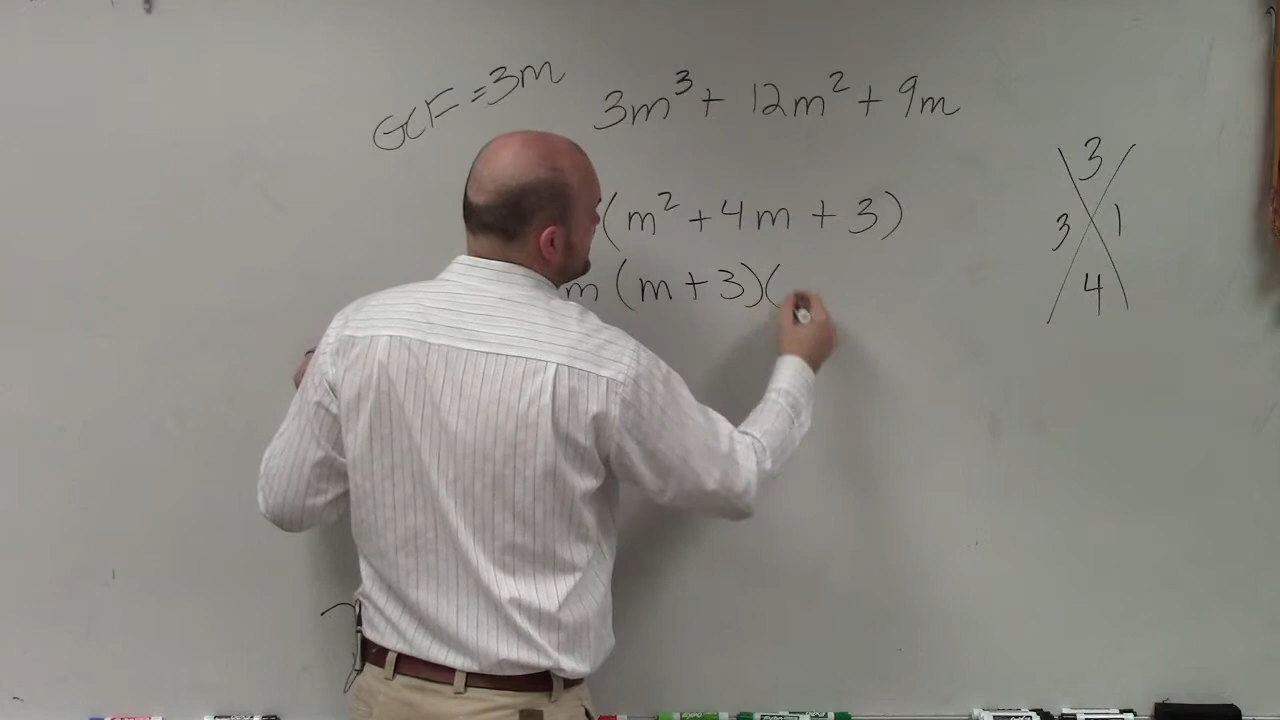 GCF = 3m
3m³ + 12m² + 9m
(m² + 4m + 3)
m (m + 3)(
3
3 1
4